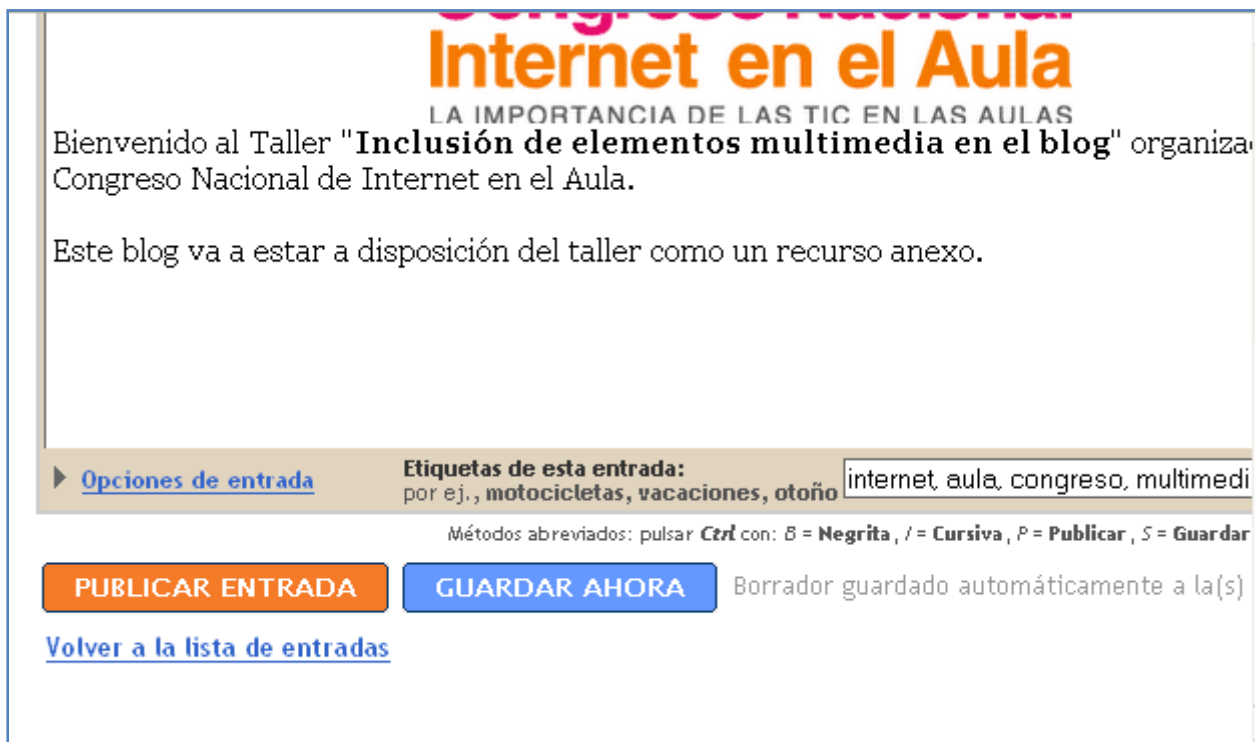 Congreso Nacional
Internet en el Aula
LA IMPORTANCIA DE LAS TIC EN LAS AULAS
Bienvenido al Taller "Inclusión de elementos multimedia en el blog"
Congreso Nacional de Internet en el Aula.
Este blog va a estar a disposición del taller como un recurso anexo.
Opciones de entrada
Etiquetas de esta entrada:
por ej., motocicletas, vacaciones, otoño
internet, aula, congreso,
Métodos abreviados: pulsar Ctrl con: B = Negrita, I = Cursiva, P = Publicar, S = Guardar
PUBLICAR ENTRADA
GUARDAR AHORA
Borrador guardado automáticamente a la(s)
Volver a la lista de entradas